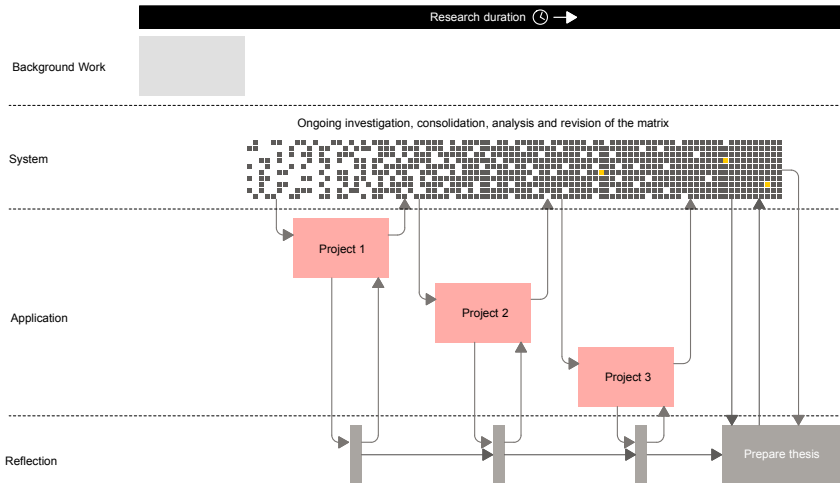 Research duration
Background Work
Ongoing investigation, consolidation, analysis and revision of the matrix
System
Project 1
Project 2
Application
Project 3
Prepare thesis
Reflection